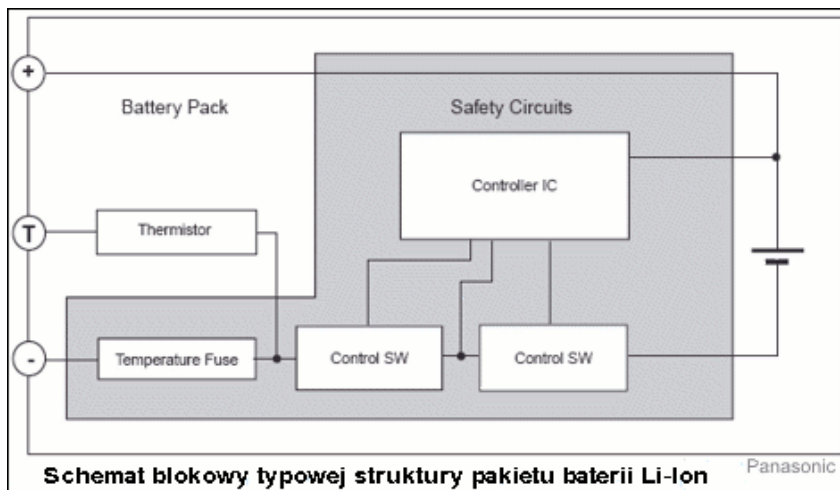 +
Battery Pack
Safety Circuits
Controller IC
T
Thermistor
-
Temperature Fuse
Control SW
Control SW
Schemat blokowy typowej struktury pakietu baterii Li-Ion
Panasonic